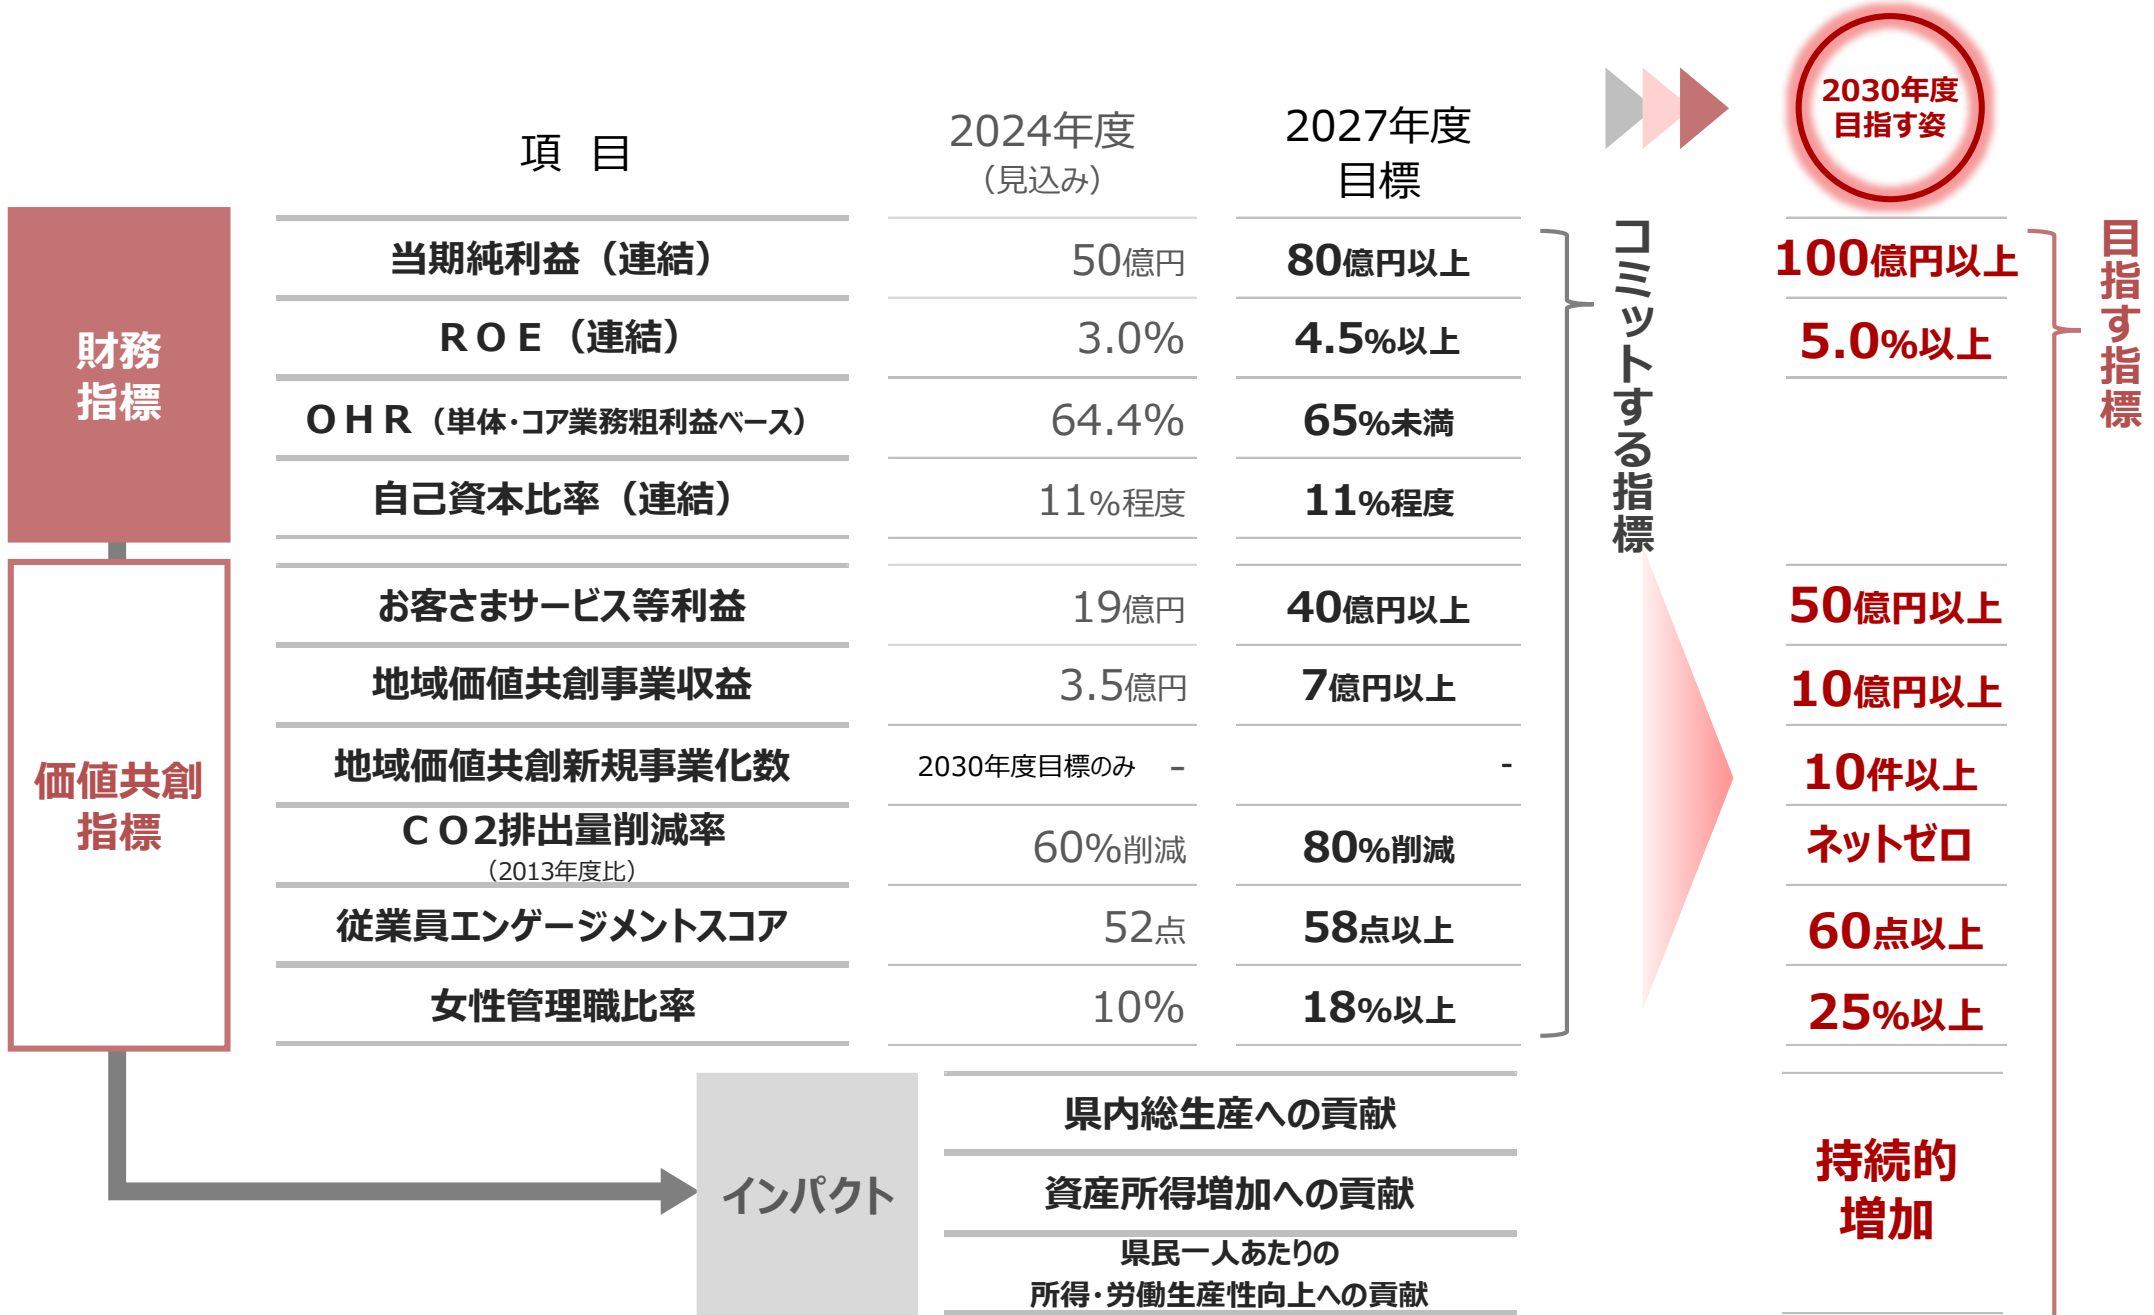 2030年度
目指す姿
項 目
2024年度
（見込み）
2027年度
目標
財務
指標
当期純利益（連結）
50億円
80億円以上
100億円以上
ＲＯＥ（連結）
3.0%
4.5%以上
5.0%以上
ＯＨＲ（単体・コア業務粗利益ベース）
64.4%
65%未満
自己資本比率（連結）
11%程度
11%程度
コミットする指標
目指す指標
価値共創
指標
お客さまサービス等利益
19億円
40億円以上
50億円以上
地域価値共創事業収益
3.5億円
7億円以上
10億円以上
地域価値共創新規事業化数
2030年度目標のみ -
-
10件以上
ＣＯ2排出量削減率
（2013年度比）
60%削減
80%削減
ネットゼロ
従業員エンゲージメントスコア
52点
58点以上
60点以上
女性管理職比率
10%
18%以上
25%以上
インパクト
県内総生産への貢献
資産所得増加への貢献
県民一人あたりの
所得・労働生産性向上への貢献
持続的
増加